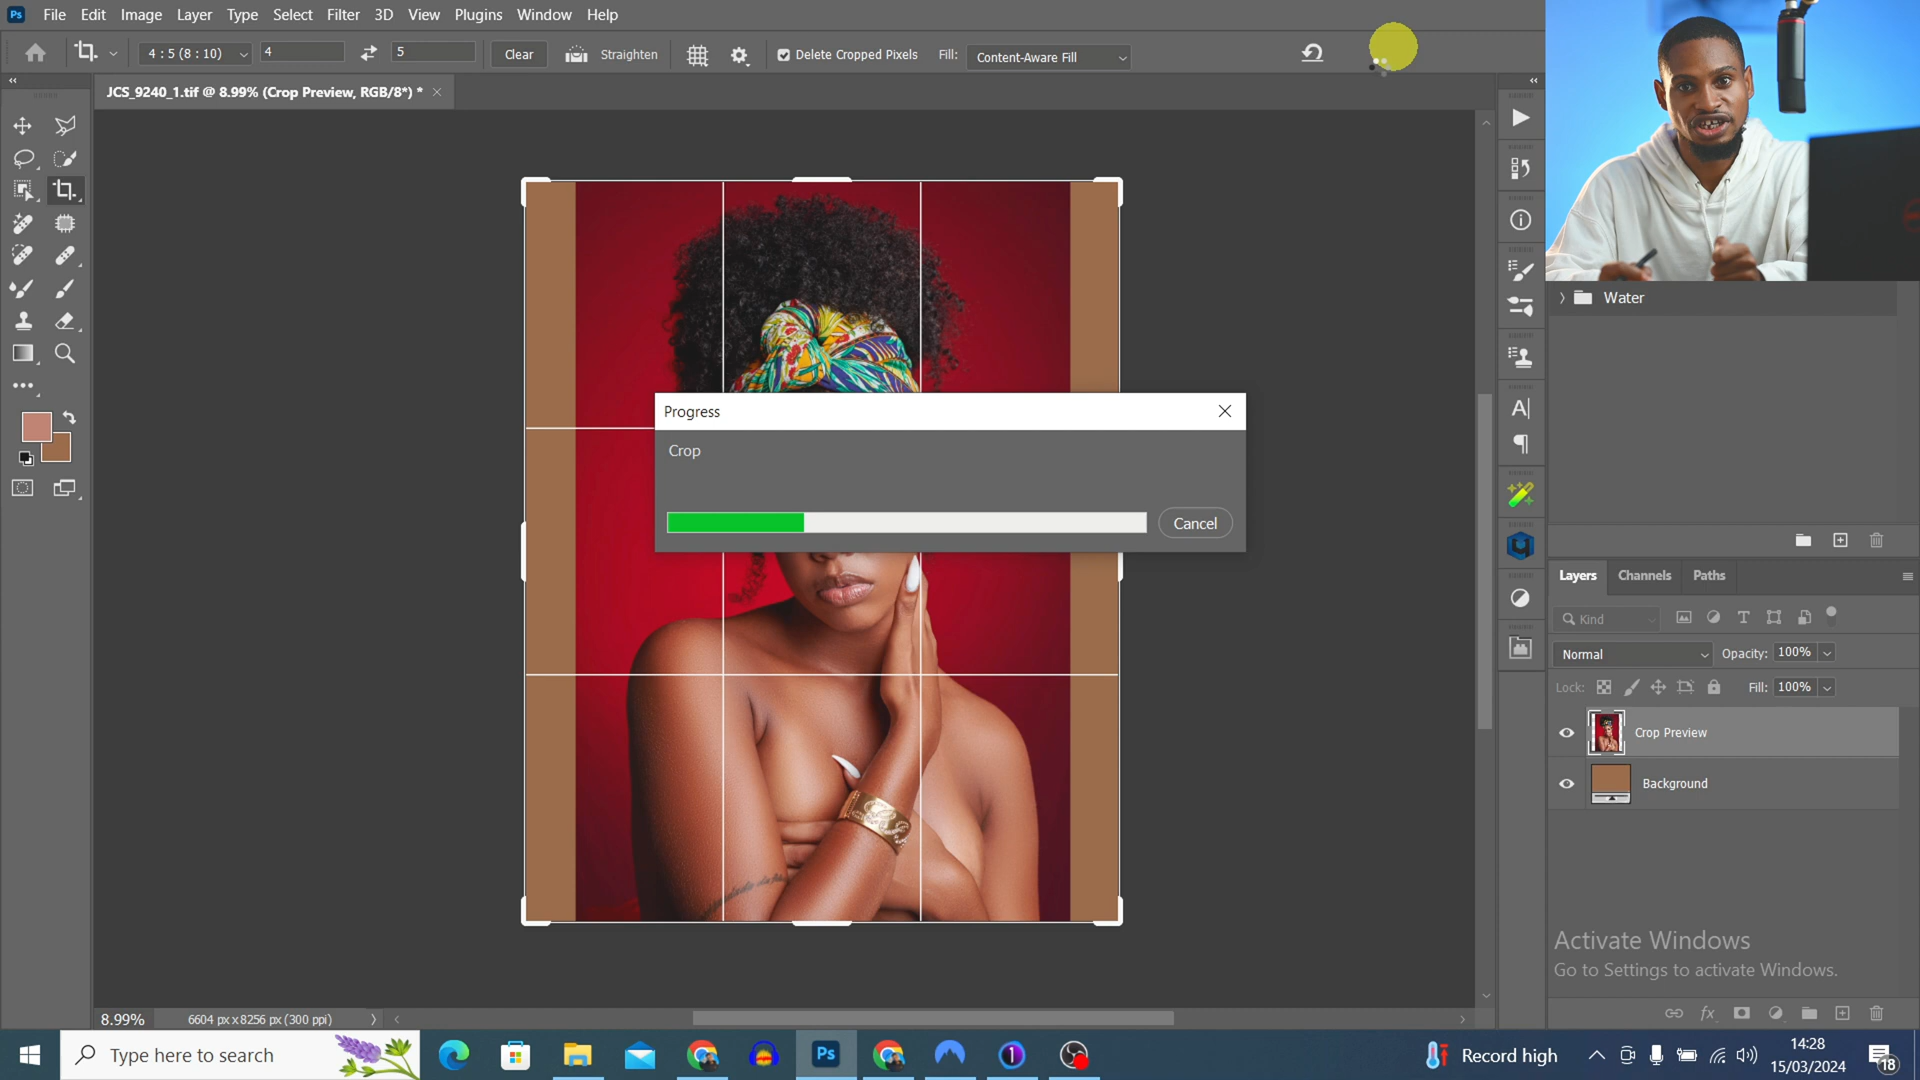 Ps File Edit Image Layer Type Select Filter 3D View Plugins Window Help
4 : 5 (8 : 10) 4 5 Clear Straighten Delete Cropped Pixels Fill: Content-Aware Fill
JCS_9240_1.tif @ 8.99% (Crop Preview, RGB/8*) * ×
Water
Progress
Crop
Cancel
Layers Channels Paths
Kind
Normal Opacity: 100%
Lock: Fill: 100%
Crop Preview
Background
Activate Windows
Go to Settings to activate Windows.
8.99% 6604 px x 8256 px (300 ppi)
Type here to search
Ps
1
Record high
14:28
15/03/2024
18